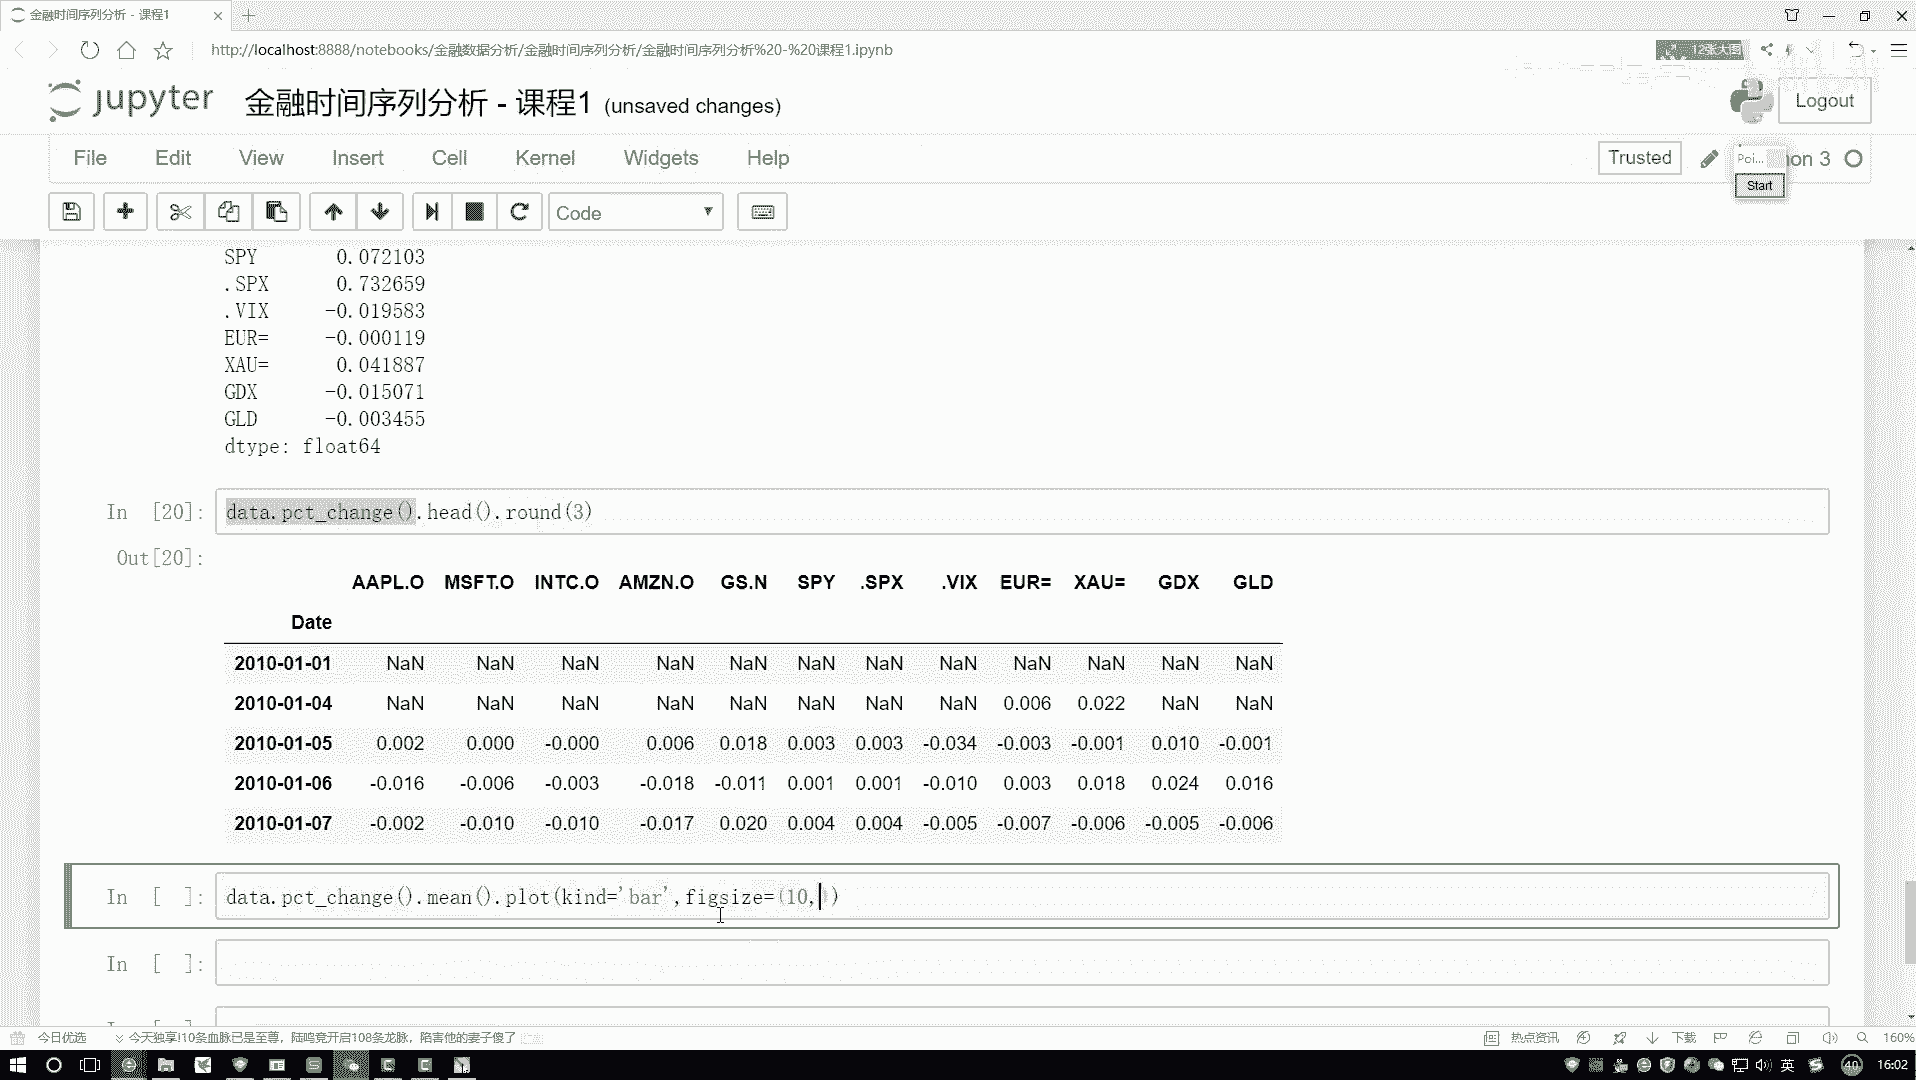 金融时间序列分析 - 课程1
http://localhost:8888/notebooks/金融数据分析/金融时间序列分析/金融时间序列分析%20-%20课程1.ipynb
12张大图
jupyter 金融时间序列分析 - 课程1 (unsaved changes)
Logout
File Edit View Insert Cell Kernel Widgets Help
Trusted
Poi...
Start
Code
SPY 0.072103
.SPX 0.732659
.VIX -0.019583
EUR= -0.000119
XAU= 0.041887
GDX -0.015071
GLD -0.003455
dtype: float64
In [20]: data.pct_change().head().round(3)
Out[20]:
AAPL.O MSFT.O INTC.O AMZN.O GS.N SPY .SPX .VIX EUR= XAU= GDX GLD
Date
2010-01-01 NaN NaN NaN NaN NaN NaN NaN NaN NaN NaN NaN NaN
2010-01-04 NaN NaN NaN NaN NaN NaN NaN NaN 0.006 0.022 NaN NaN
2010-01-05 0.002 0.000 -0.000 0.006 0.018 0.003 0.003 -0.034 -0.003 -0.001 0.010 -0.001
2010-01-06 -0.016 -0.006 -0.003 -0.018 -0.011 0.001 0.001 -0.010 0.003 0.018 0.024 0.016
2010-01-07 -0.002 -0.010 -0.010 -0.017 0.020 0.004 0.004 -0.005 -0.007 -0.006 -0.005 -0.006
In [ ]: data.pct_change().mean().plot(kind='bar',figsize=(10,))
In [ ]:
今日优选
今天独享!10条血脉已是至尊，陆鸣竟开启108条龙脉，陷害他的妻子傻了
热点资讯
下载
160%
英
40
16:02